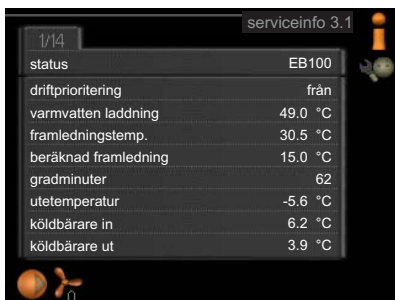 serviceinfo 3.1
1/14
status EB100
driftprioritering från
varmvatten laddning 49.0 °C
framledningstemp. 30.5 °C
beräknad framledning 15.0 °C
gradminuter 62
utetemperatur -5.6 °C
köldbärare in 6.2 °C
köldbärare ut 3.9 °C